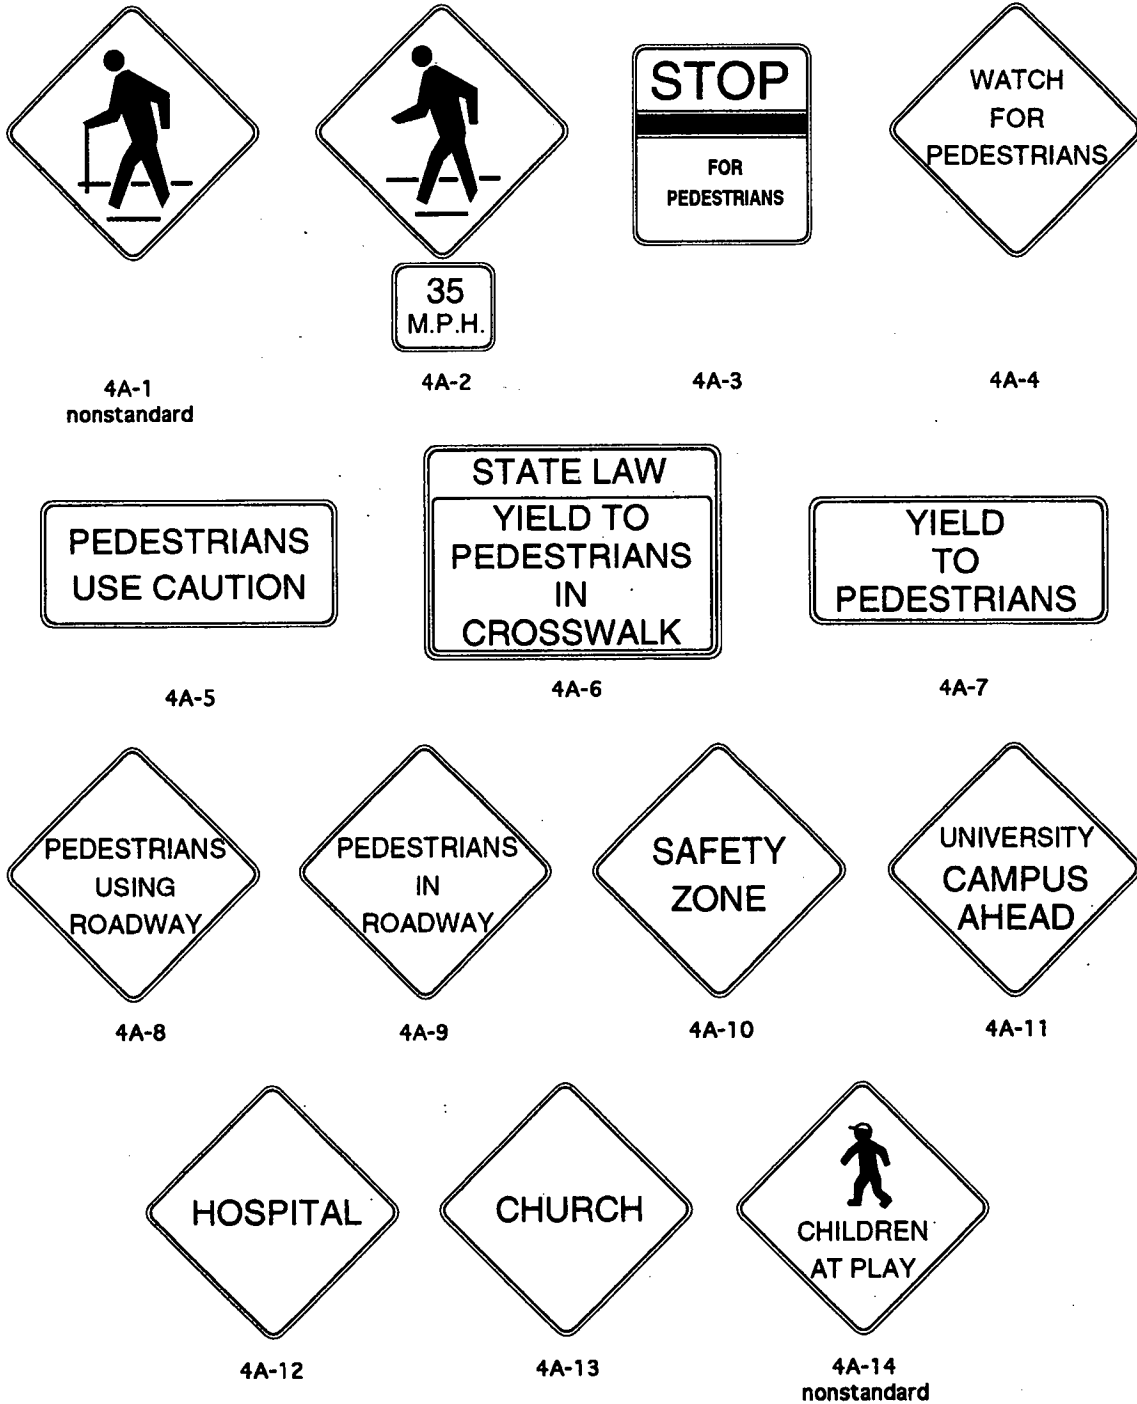 STOP
FOR
PEDESTRIANS
WATCH
FOR
PEDESTRIANS
35
M.P.H.
4A-1
nonstandard
4A-2
4A-3
4A-4
PEDESTRIANS
USE CAUTION
STATE LAW
YIELD TO
PEDESTRIANS
IN
CROSSWALK
YIELD
TO
PEDESTRIANS
4A-5
4A-6
4A-7
PEDESTRIANS
USING
ROADWAY
PEDESTRIANS
IN
ROADWAY
SAFETY
ZONE
UNIVERSITY
CAMPUS
AHEAD
4A-8
4A-9
4A-10
4A-11
HOSPITAL
CHURCH
CHILDREN
AT PLAY
4A-12
4A-13
4A-14
nonstandard